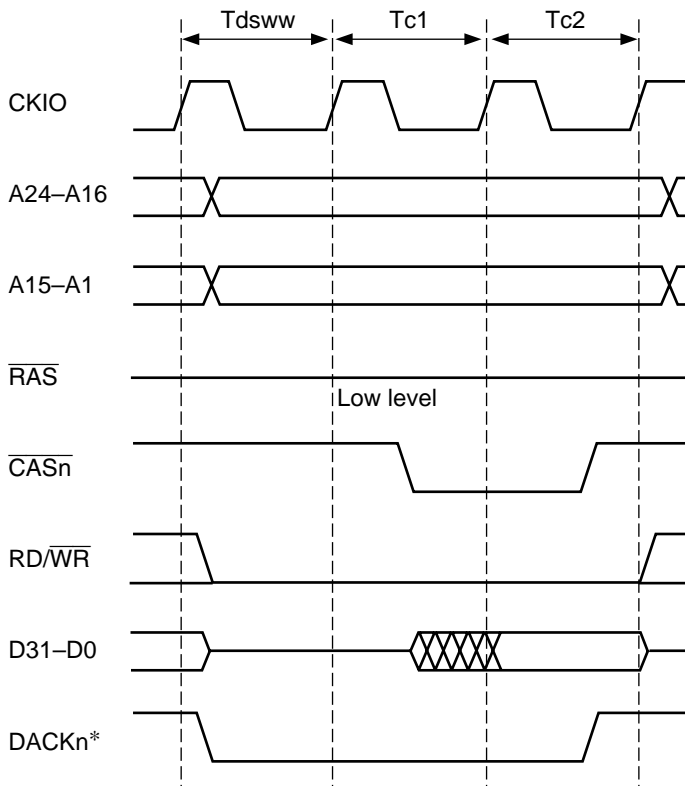 Tdsww Tc1 Tc2
CKIO
A24–A16
A15–A1
RAS
Low level
CASn
RD/WR
D31–D0
DACKn*